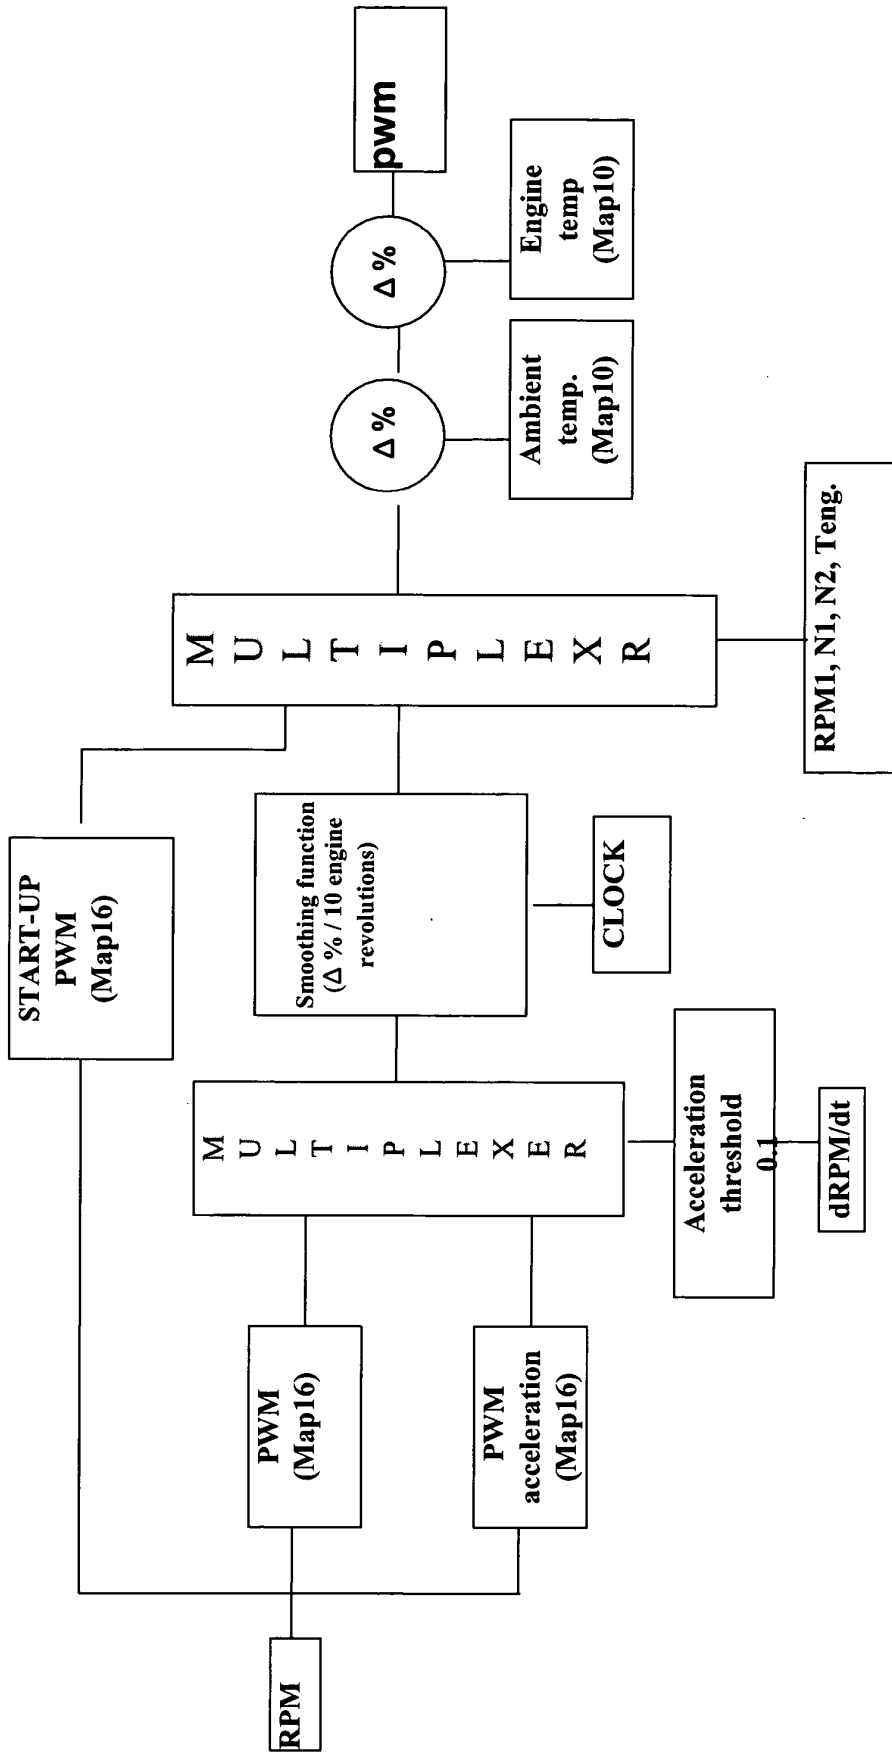 RPM
START-UP
PWM
(Map16)
PWM
(Map16)
PWM
acceleration
(Map16)
M
U
L
T
I
P
L
E
X
E
R
Acceleration
threshold
0.1
dRPM/dt
Smoothing function
(Δ % / 10 engine
revolutions)
CLOCK
M
U
L
T
I
P
L
E
X
R
RPM1, N1, N2, Teng.
Δ %
Ambient
temp.
(Map10)
Δ %
Engine
temp
(Map10)
pwm